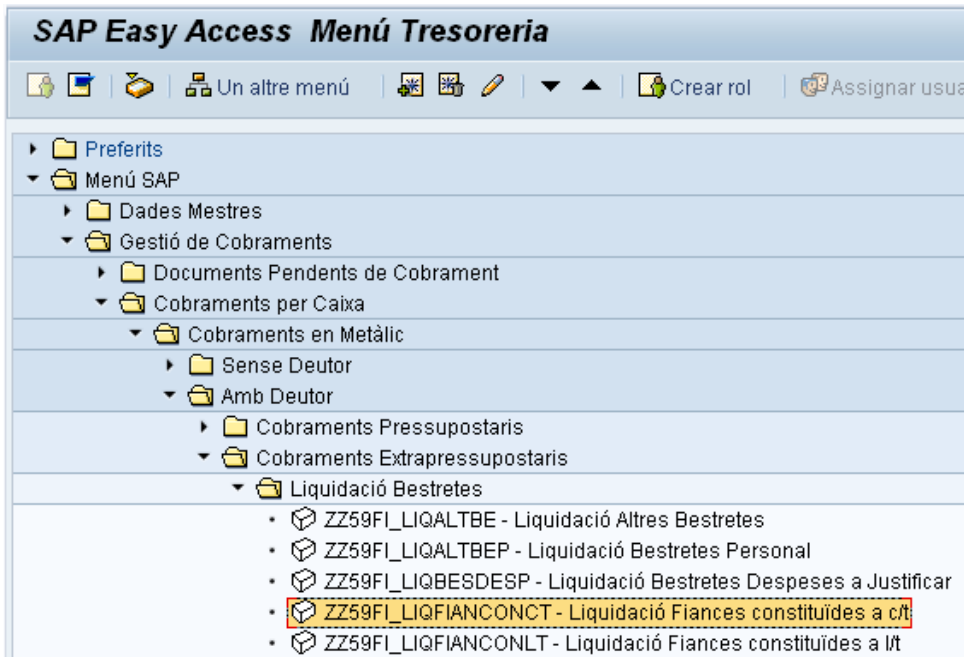 SAP Easy Access Menú Tresoreria
Un altre menú Crear rol Assignar usua
Preferits
Menú SAP
Dades Mestres
Gestió de Cobraments
Documents Pendents de Cobrament
Cobraments per Caixa
Cobraments en Metàlic
Sense Deutor
Amb Deutor
Cobraments Pressupostaris
Cobraments Extrapressupostaris
Liquidació Bestretes
ZZ59FI_LIQALTBE - Liquidació Altres Bestretes
ZZ59FI_LIQALTBEP - Liquidació Bestretes Personal
ZZ59FI_LIQBESDESP - Liquidació Bestretes Despeses a Justificar
ZZ59FI_LIQFIANCONCT - Liquidació Fiances constituïdes a c/t
ZZ59FI_LIQFIANCONLT - Liquidació Fiances constituïdes a l/t